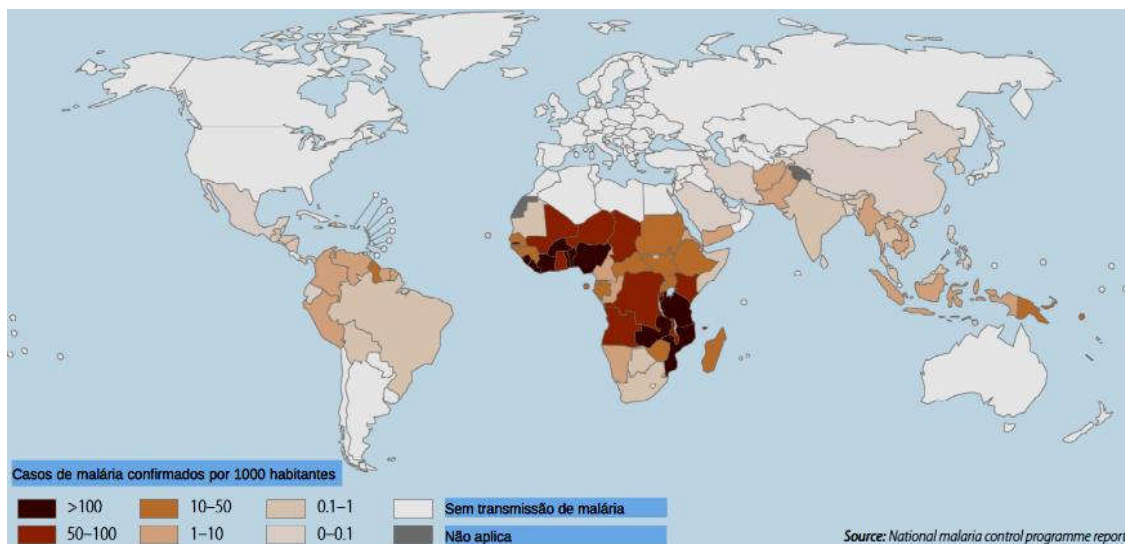 Casos de malária confirmados por 1000 habitantes
>100
10–50
0.1–1
Sem transmissão de malária
50–100
1–10
0–0.1
Não aplica
Source: National malaria control programme report